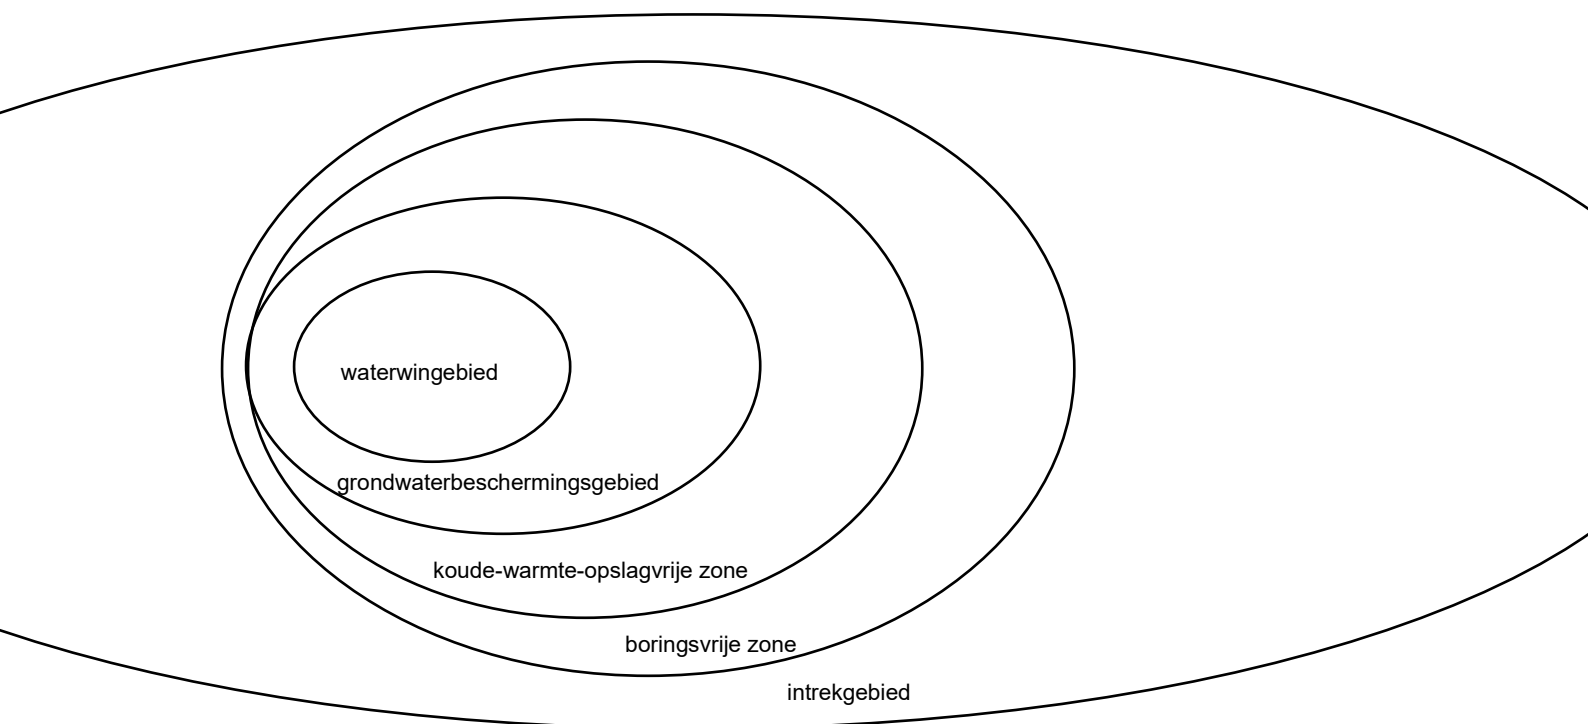 waterwingebied
grondwaterbeschermingsgebied
koude-warmte-opslagvrije zone
boringsvrije zone
intrekgebied